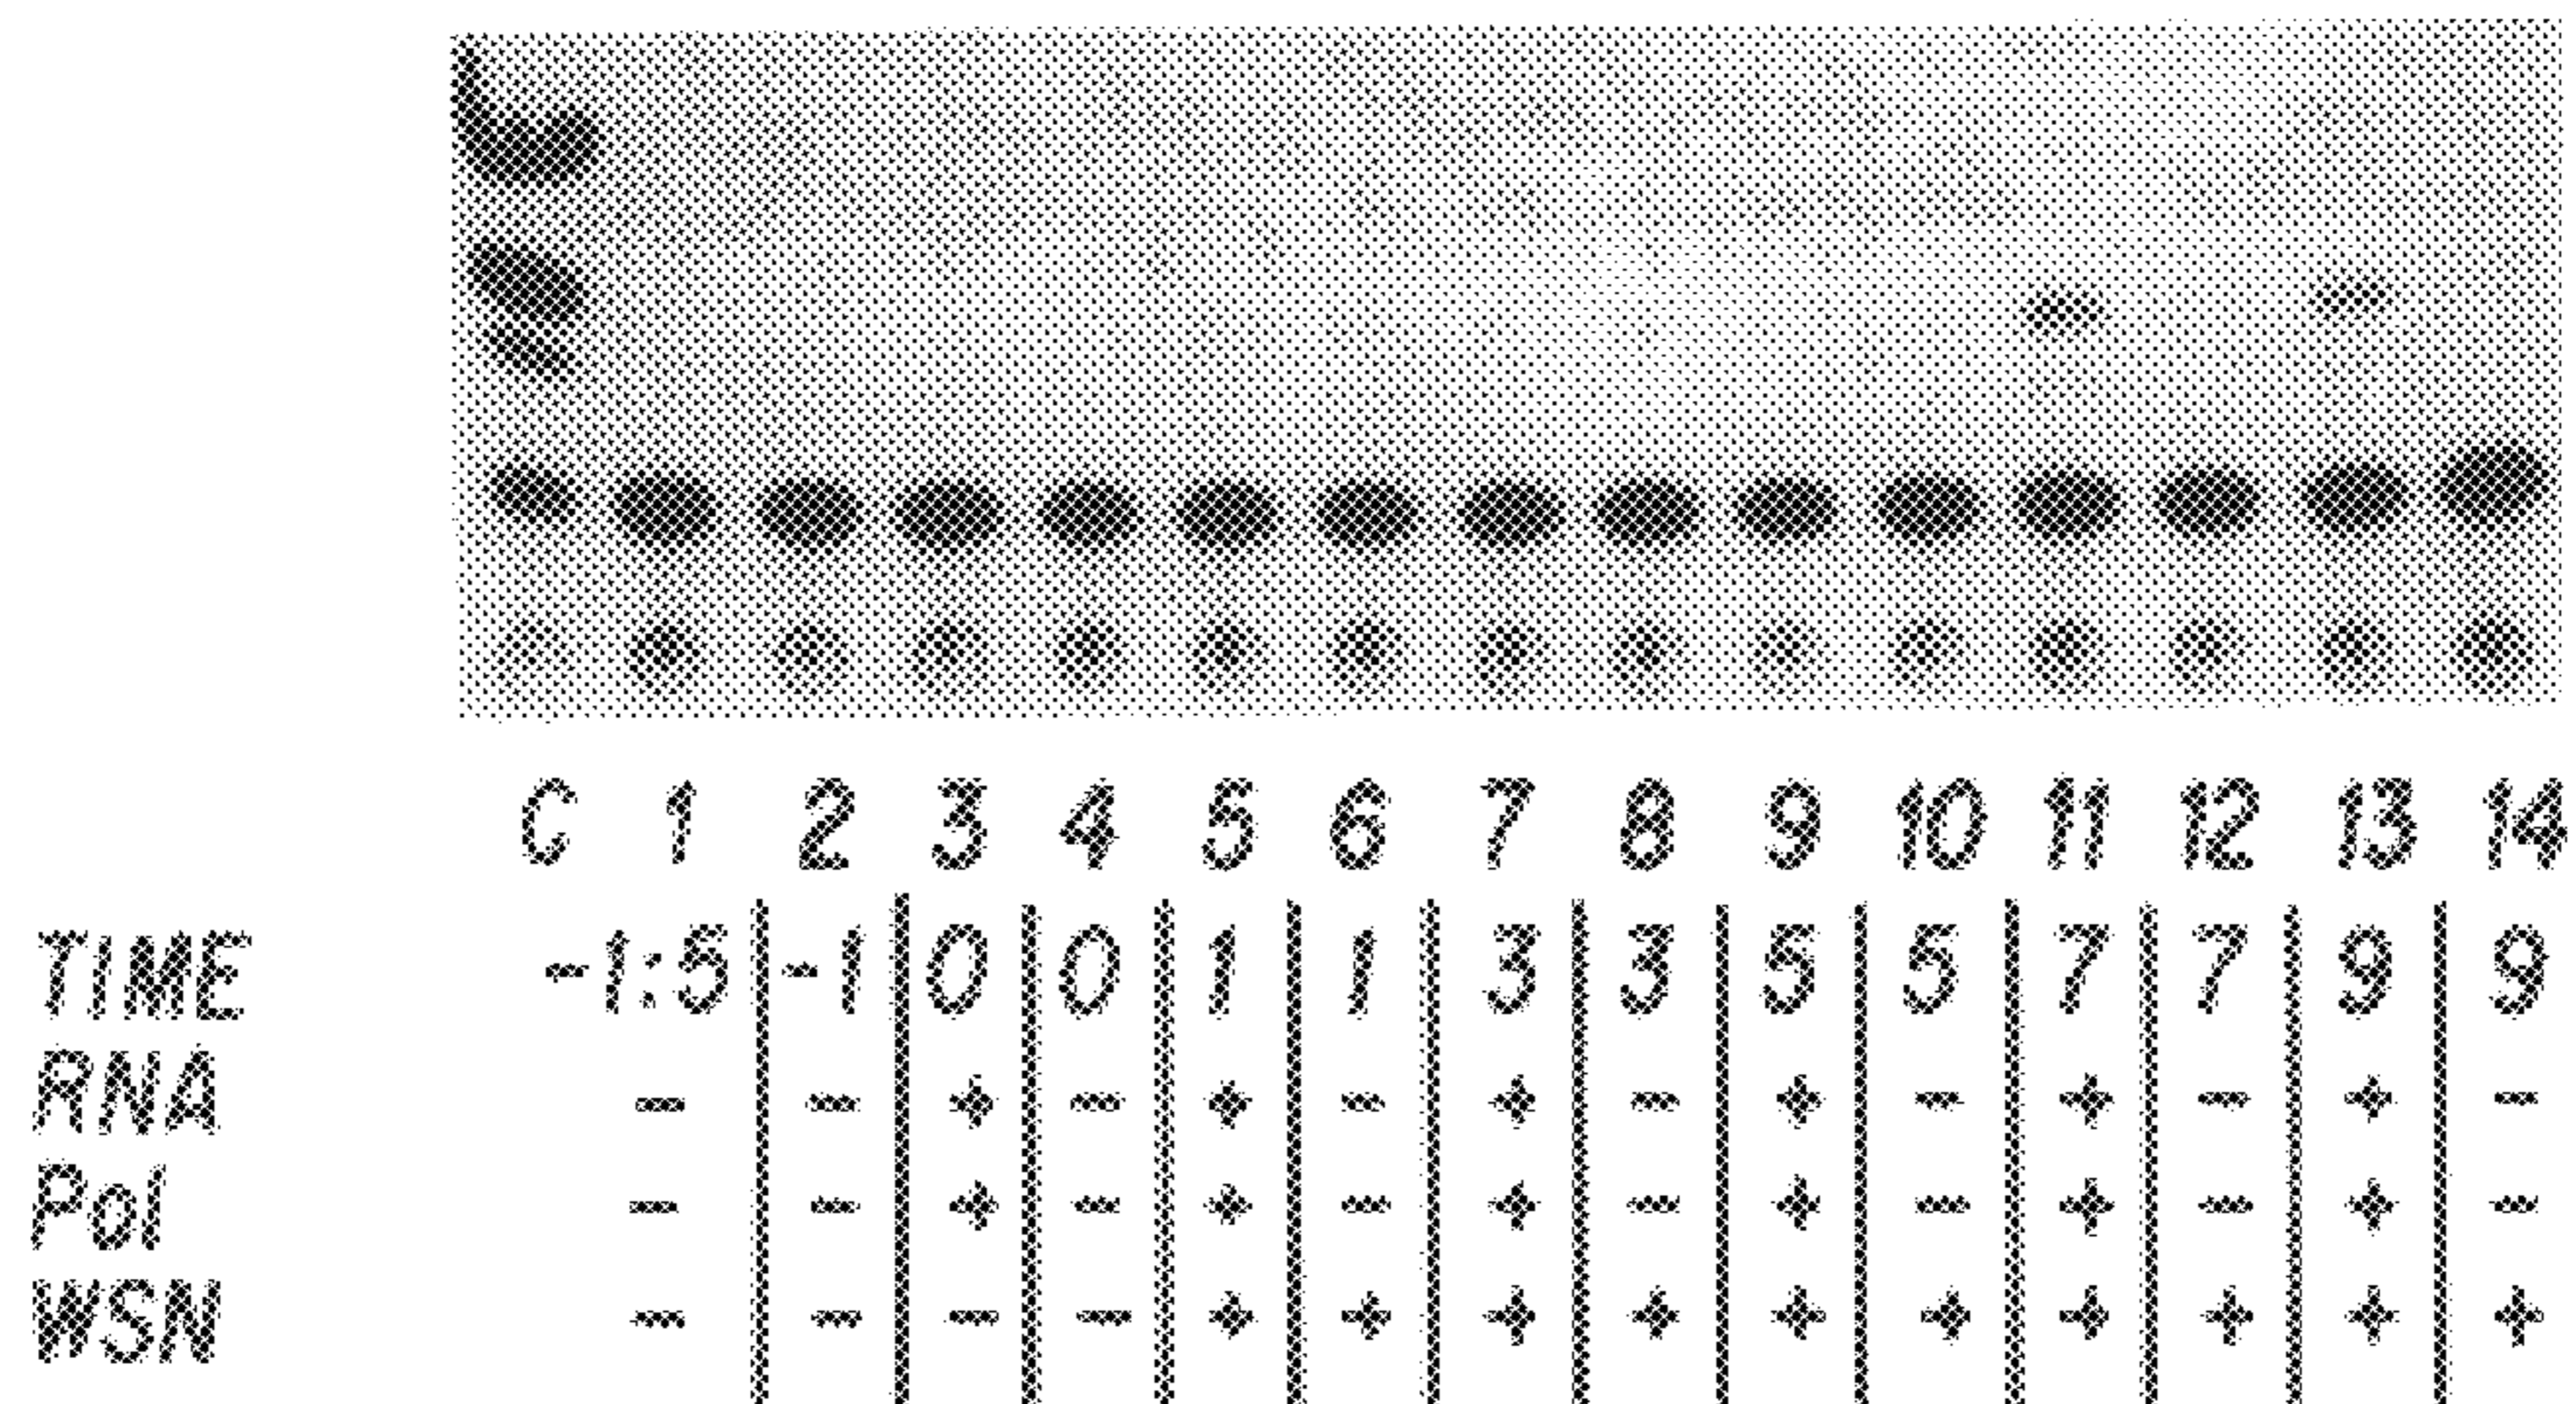 C 1 2 3 4 5 6 7 8 9 10 11 12 13 14
TIME -1:5 -1 0 0 1 1 3 3 5 5 7 7 9 9
RNA - - + - + - + - + - + - + -
Pol - - + - + - + - + - + - + -
WSN - - - - + + + + + + + + + +